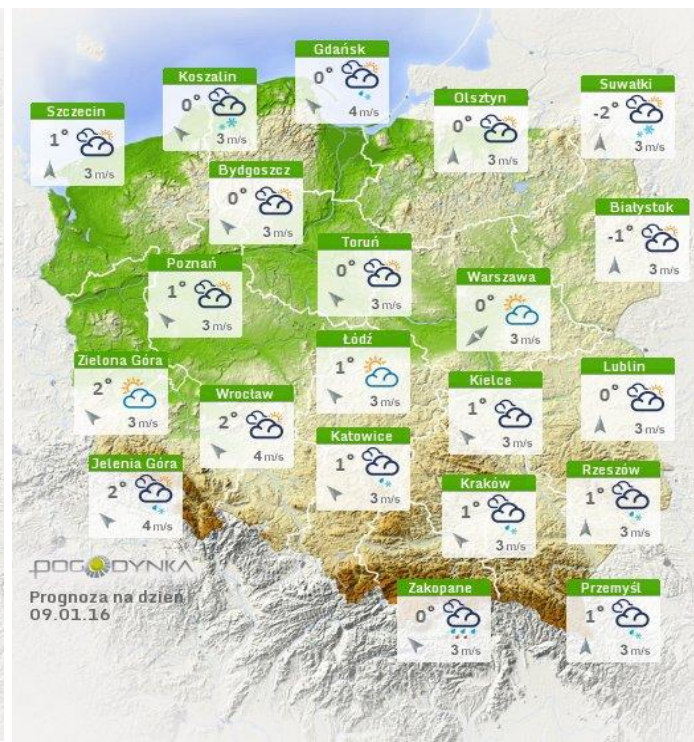 Gdańsk
0°
4 m/s
Koszalin
0°
3 m/s
Szczecin
1°
3 m/s
Olsztyn
0°
3 m/s
Suwałki
-2°
3 m/s
Bydgoszcz
0°
3 m/s
Białystok
-1°
3 m/s
Toruń
0°
3 m/s
Poznań
1°
3 m/s
Warszawa
0°
3 m/s
Łódź
1°
3 m/s
Zielona Góra
2°
3 m/s
Wrocław
2°
4 m/s
Kielce
1°
3 m/s
Lublin
0°
3 m/s
Katowice
1°
3 m/s
Jelenia Góra
2°
4 m/s
Kraków
1°
3 m/s
Rzeszów
1°
3 m/s
POGODYNKA
Prognoza na dzień
09.01.16
Zakopane
0°
3 m/s
Przemyśl
1°
3 m/s